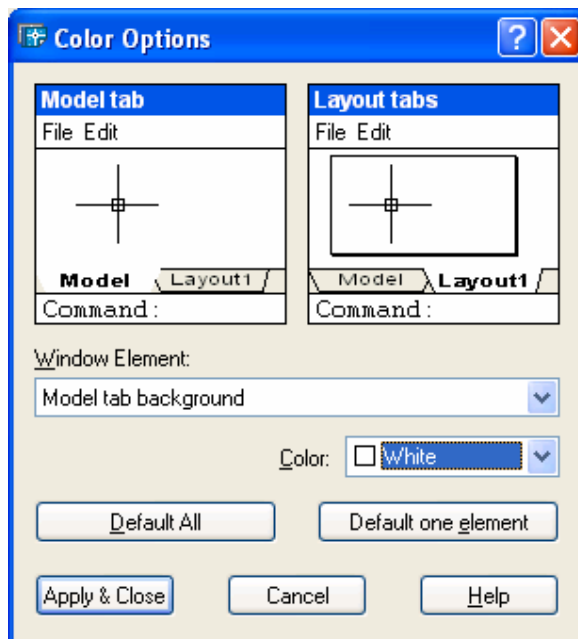 Color Options
Model tab
File Edit
Model
Layout1
Command:
Layout tabs
File Edit
Model
Layout1
Command:
Window Element:
Model tab background
Color:
White
Default All
Default one element
Apply & Close
Cancel
Help